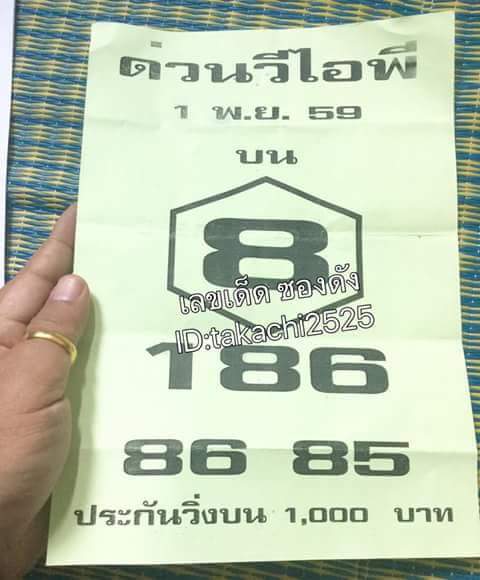 ด่วนวีไอพี
1 พ.ย. 59
บน
8
เลขเด็ด ซองดัง
ID:takachi2525
186
86 85
ประกันวิ่งบน 1,000 บาท